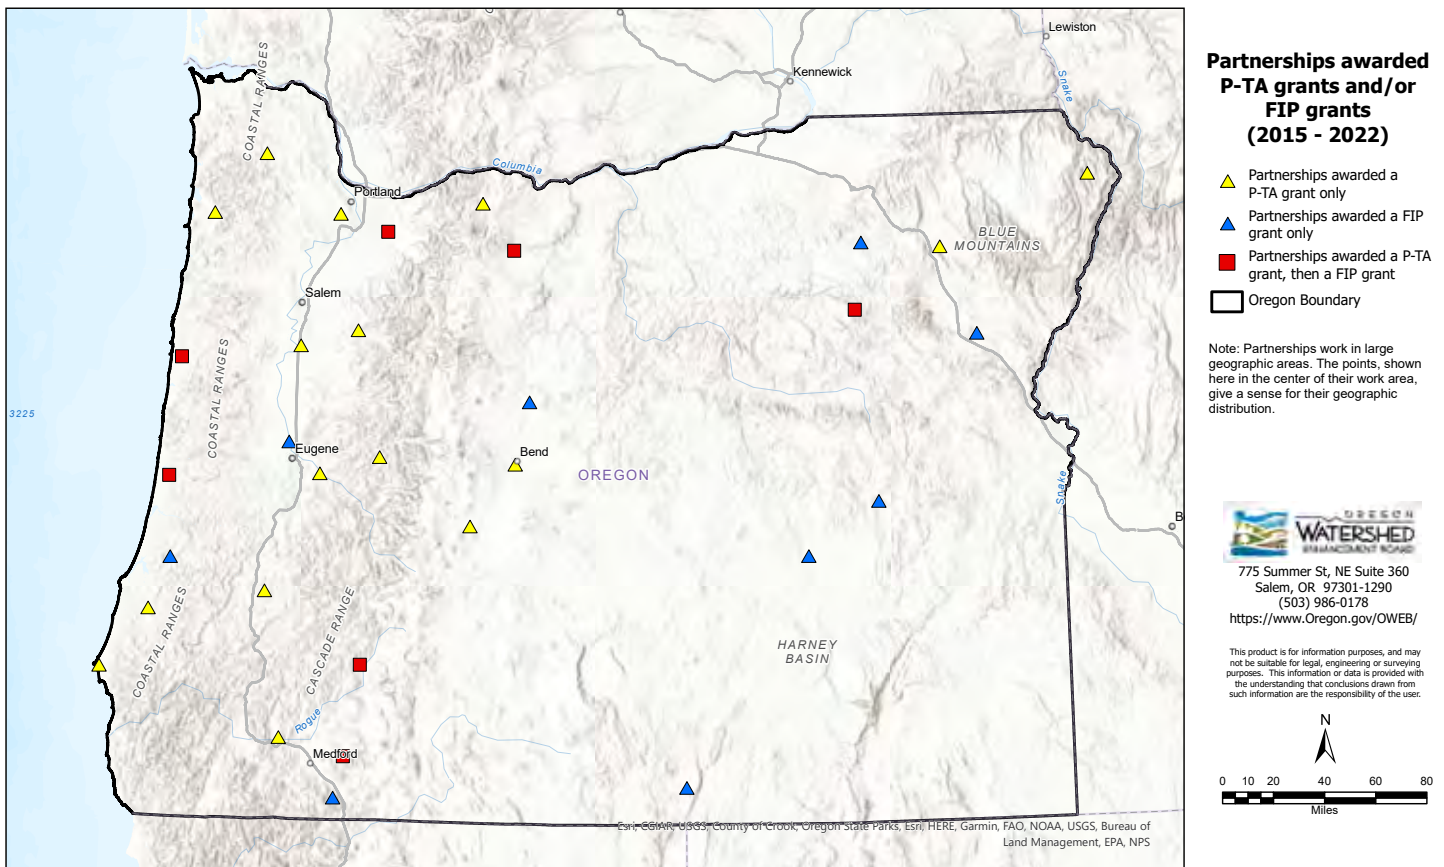 Lewiston
Kennewick
Snake
COASTAL RANGES
Columbia
Portland
BLUE
MOUNTAINS
Salem
COASTAL RANGES
3225
Eugene
Bend
OREGON
Snake
B
COASTAL RANGES
CASCADE RANGE
HARNEY
BASIN
Rogue
Medford
Esri, CGIAR, USGS, County of Crook, Oregon State Parks, Esri, HERE, Garmin, FAO, NOAA, USGS, Bureau of
Land Management, EPA, NPS
Partnerships awarded
P-TA grants and/or
FIP grants
(2015 - 2022)
Partnerships awarded a
P-TA grant only
Partnerships awarded a FIP
grant only
Partnerships awarded a P-TA
grant, then a FIP grant
Oregon Boundary
Note: Partnerships work in large
geographic areas. The points, shown
here in the center of their work area,
give a sense for their geographic
distribution.
OREGON
WATERSHED
ENHANCEMENT BOARD
775 Summer St, NE Suite 360
Salem, OR 97301-1290
(503) 986-0178
https://www.Oregon.gov/OWEB/
This product is for information purposes, and may
not be suitable for legal, engineering or surveying
purposes. This information or data is provided with
the understanding that conclusions drawn from
such information are the responsibility of the user.
N
0 10 20 40 60 80
Miles